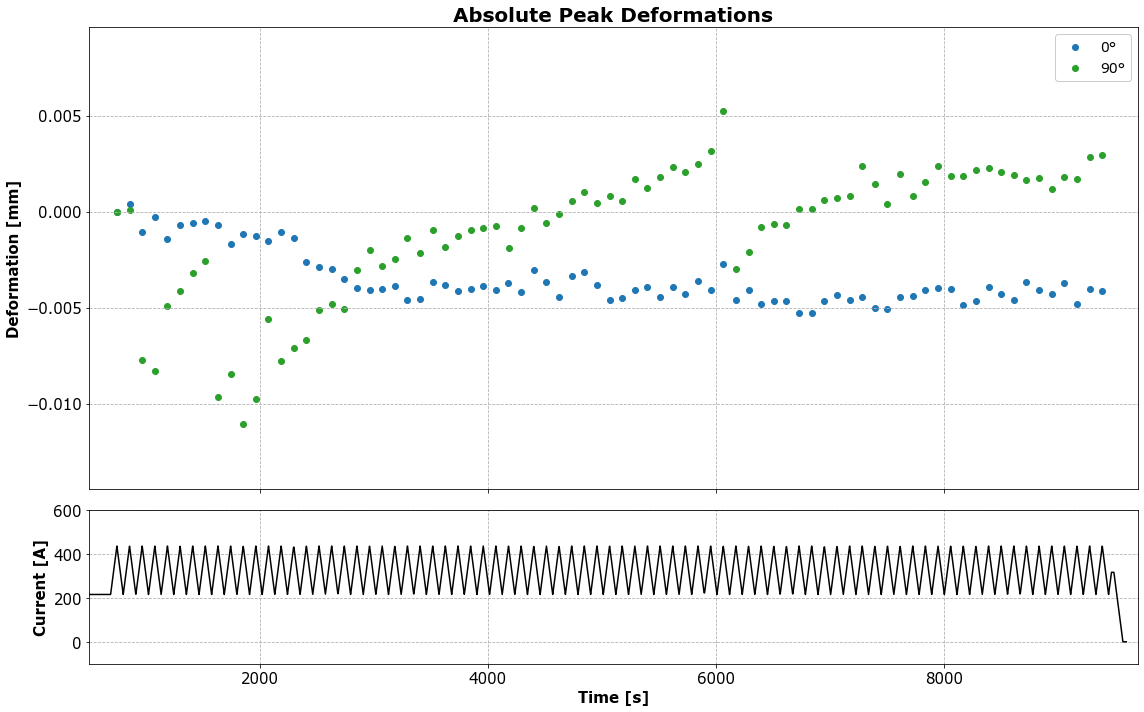 Absolute Peak Deformations
0°
90°
Deformation [mm]
0.005
0.000
−0.005
−0.010
Current [A]
600
400
200
0
2000 4000 6000 8000
Time [s]